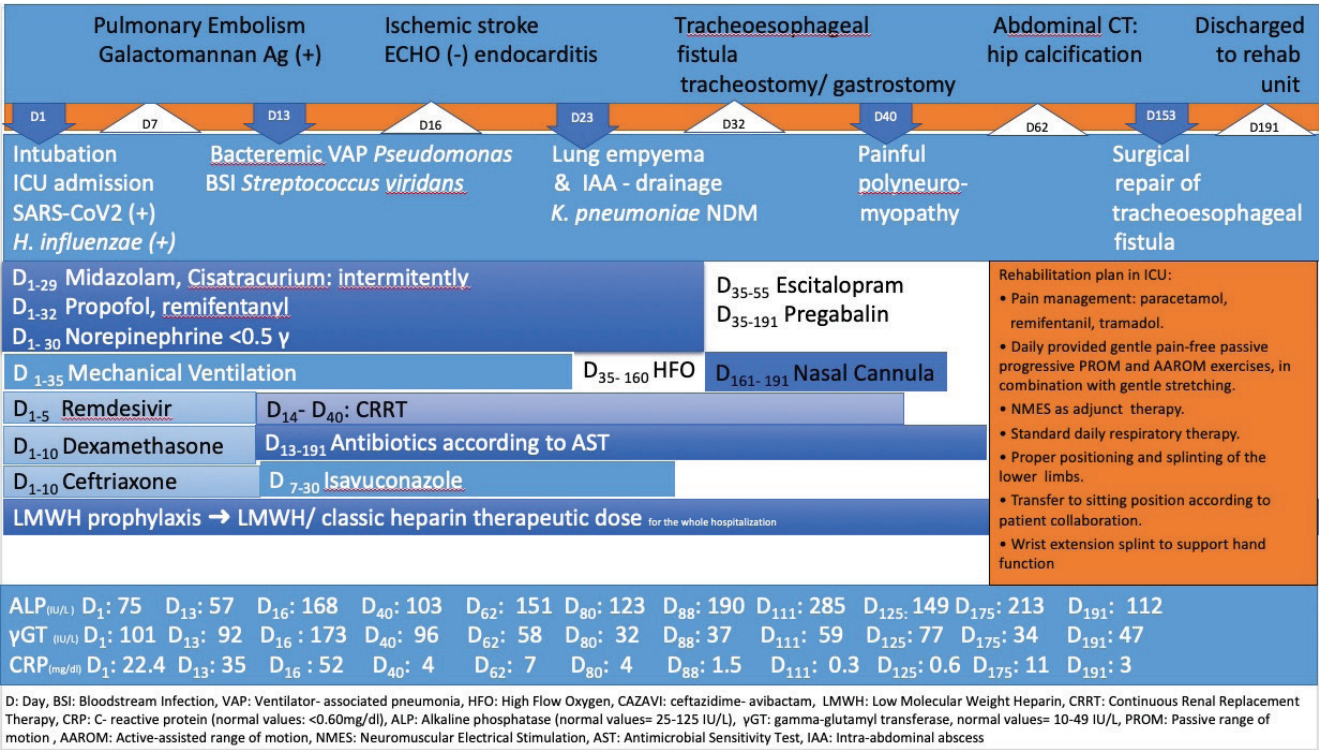 Pulmonary Embolism
Galactomannan Ag (+)
Ischemic stroke
ECHO (-) endocarditis
Tracheoesophageal
fistula
tracheostomy/ gastrostomy
Abdominal CT:
hip calcification
Discharged
to rehab
unit
D1 D7 D13 D16 D23 D32 D40 D62 D153 D191
Intubation
ICU admission
SARS-CoV2 (+)
H. influenzae (+)
Bacteremic VAP Pseudomonas
BSI Streptococcus viridans
Lung empyema
& IAA - drainage
K. pneumoniae NDM
Painful
polyneuro-
myopathy
Surgical
repair of
tracheoesophageal
fistula
D1-29 Midazolam, Cisatracurium: intermitently
D1-32 Propofol, remifentanyl
D1- 30 Norepinephrine <0.5 γ
D35-55 Escitalopram
D35-191 Pregabalin
D 1-35 Mechanical Ventilation
D35- 160 HFO
D161- 191 Nasal Cannula
D1-5 Remdesivir
D14- D40: CRRT
D1-10 Dexamethasone
D13-191 Antibiotics according to AST
D1-10 Ceftriaxone
D 7-30 Isavuconazole
LMWH prophylaxis → LMWH/ classic heparin therapeutic dose for the whole hospitalization
Rehabilitation plan in ICU:
• Pain management: paracetamol,
remifentanil, tramadol.
• Daily provided gentle pain-free passive
progressive PROM and AAROM exercises, in
combination with gentle stretching.
• NMES as adjunct therapy.
• Standard daily respiratory therapy.
• Proper positioning and splinting of the
lower limbs.
• Transfer to sitting position according to
patient collaboration.
• Wrist extension splint to support hand
function
ALP(IU/L) D1: 75 D13: 57 D16: 168 D40: 103 D62: 151 D80: 123 D88: 190 D111: 285 D125: 149 D175: 213 D191: 112
γGT (IU/L) D1: 101 D13: 92 D16 : 173 D40: 96 D62: 58 D80: 32 D88: 37 D111: 59 D125: 77 D175: 34 D191: 47
CRP(mg/dl) D1: 22.4 D13: 35 D16 : 52 D40: 4 D62: 7 D80: 4 D88: 1.5 D111: 0.3 D125: 0.6 D175: 11 D191: 3
D: Day, BSI: Bloodstream Infection, VAP: Ventilator- associated pneumonia, HFO: High Flow Oxygen, CAZAVI: ceftazidime- avibactam, LMWH: Low Molecular Weight Heparin, CRRT: Continuous Renal Replacement
Therapy, CRP: C- reactive protein (normal values: <0.60mg/dl), ALP: Alkaline phosphatase (normal values= 25-125 IU/L), γGT: gamma-glutamyl transferase, normal values= 10-49 IU/L, PROM: Passive range of
motion , AAROM: Active-assisted range of motion, NMES: Neuromuscular Electrical Stimulation, AST: Antimicrobial Sensitivity Test, IAA: Intra-abdominal abscess